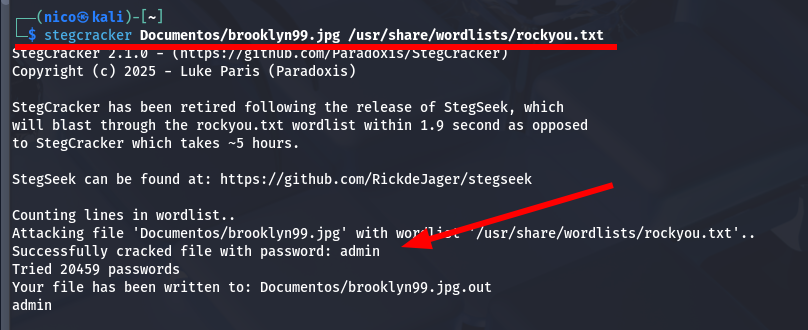 (nico㉿kali)-[~]
$ stegcracker Documentos/brooklyn99.jpg /usr/share/wordlists/rockyou.txt
StegCracker 2.1.0 - (https://github.com/Paradoxis/StegCracker)
Copyright (c) 2025 - Luke Paris (Paradoxis)
StegCracker has been retired following the release of StegSeek, which
will blast through the rockyou.txt wordlist within 1.9 second as opposed
to StegCracker which takes ~5 hours.
StegSeek can be found at: https://github.com/RickdeJager/stegseek
Counting lines in wordlist..
Attacking file 'Documentos/brooklyn99.jpg' with wordlist '/usr/share/wordlists/rockyou.txt'..
Successfully cracked file with password: admin
Tried 20459 passwords
Your file has been written to: Documentos/brooklyn99.jpg.out
admin